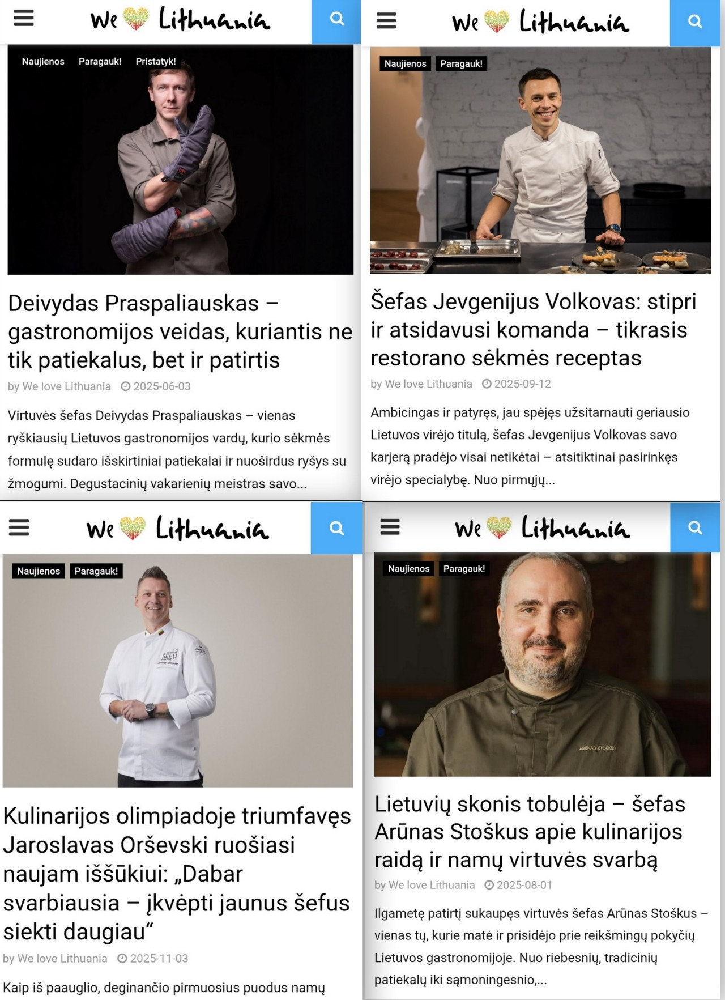 We Lithuania
Naujienos Paragauk! Pristatyk!
Deivydas Praspaliauskas –
gastronomijos veidas, kuriantis ne
tik patiekalus, bet ir patirtis
by We love Lithuania 2025-06-03
Virtuvės šefas Deivydas Praspaliauskas – vienas
ryškiausių Lietuvos gastronomijos vardų, kurio sėkmės
formulę sudaro išskirtiniai patiekalai ir nuoširdus ryšys su
žmogumi. Degustacinių vakarienių meistras savo...
We Lithuania
Naujienos Paragauk!
Šefas Jevgenijus Volkovas: stipri
ir atsidavusi komanda – tikrasis
restorano sėkmės receptas
by We love Lithuania 2025-09-12
Ambicingas ir patyręs, jau spėjęs užsitarnauti geriausio
Lietuvos virėjo titulą, šefas Jevgenijus Volkovas savo
karjerą pradėjo visai netikėtai – atsitiktinai pasirinkęs
virėjo specialybę. Nuo pirmųjų...
We Lithuania
Naujienos Paragauk!
ŠEFŲ
Kulinarijos olimpiadoje triumfavęs
Jaroslavas Orševski ruošiasi
naujam iššūkiui: „Dabar
svarbiausia – įkvėpti jaunus šefus
siekti daugiau“
by We love Lithuania 2025-11-03
Kaip iš paauglio, deginančio pirmuosius puodus namų
We Lithuania
Naujienos Paragauk!
ARŪNAS STOŠKUS
Lietuvių skonis tobulėja – šefas
Arūnas Stoškus apie kulinarijos
raidą ir namų virtuvės svarbą
by We love Lithuania 2025-08-01
Ilgametę patirtį sukaupęs virtuvės šefas Arūnas Stoškus –
vienas tų, kurie matė ir prisidėjo prie reikšmingų pokyčių
Lietuvos gastronomijoje. Nuo riebesnių, tradicinių
patiekalų iki sąmoningesnio,...